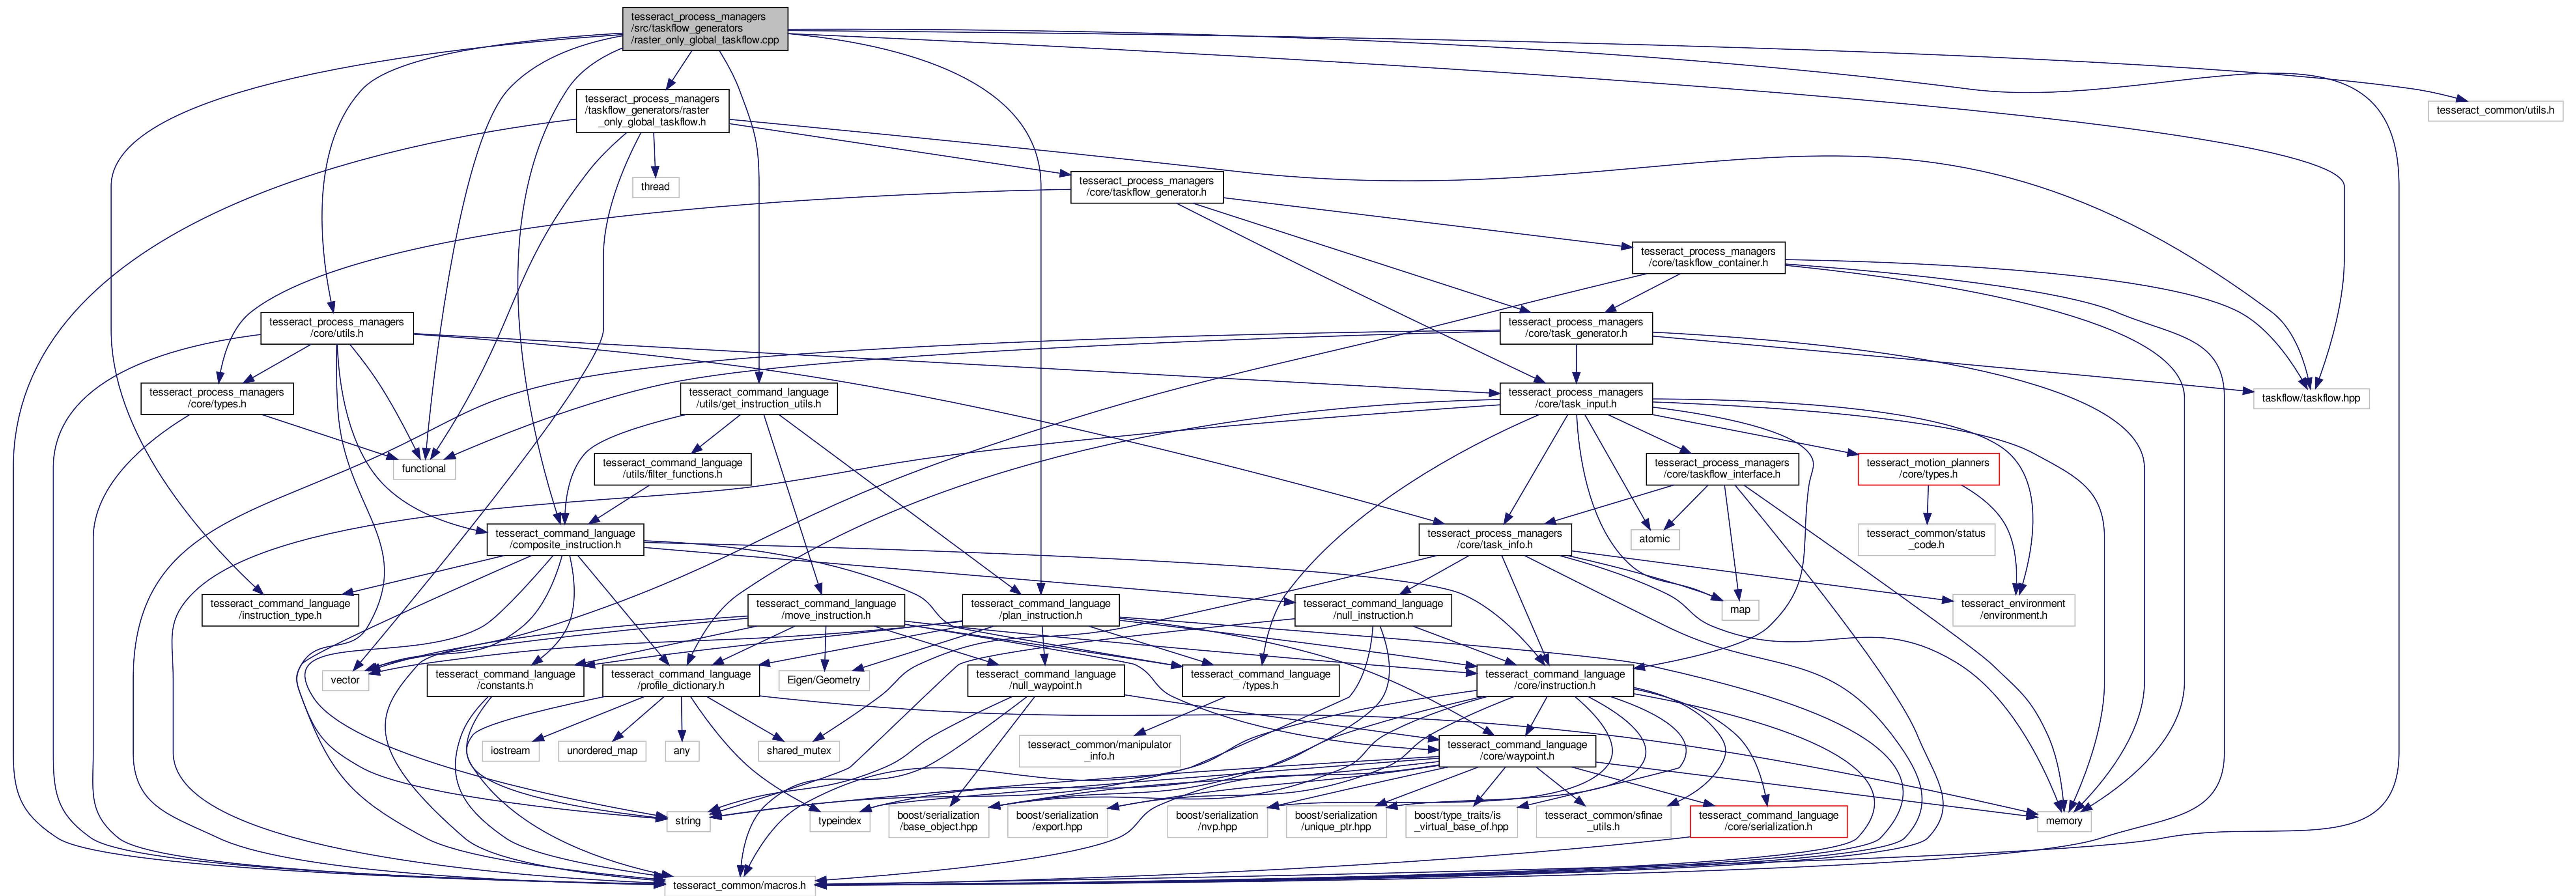 tesseract_process_managers
/src/taskflow_generators
/raster_only_global_taskflow.cpp
tesseract_process_managers
/taskflow_generators/raster
_only_global_taskflow.h
tesseract_common/utils.h
thread
tesseract_process_managers
/core/taskflow_generator.h
tesseract_process_managers
/core/taskflow_container.h
tesseract_process_managers
/core/utils.h
tesseract_process_managers
/core/task_generator.h
tesseract_process_managers
/core/types.h
tesseract_command_language
/utils/get_instruction_utils.h
tesseract_process_managers
/core/task_input.h
taskflow/taskflow.hpp
functional
tesseract_command_language
/utils/filter_functions.h
tesseract_process_managers
/core/taskflow_interface.h
tesseract_motion_planners
/core/types.h
tesseract_command_language
/composite_instruction.h
tesseract_process_managers
/core/task_info.h
atomic
tesseract_common/status
_code.h
tesseract_command_language
/instruction_type.h
tesseract_command_language
/move_instruction.h
tesseract_command_language
/plan_instruction.h
tesseract_command_language
/null_instruction.h
map
tesseract_environment
/environment.h
vector
tesseract_command_language
/constants.h
tesseract_command_language
/profile_dictionary.h
Eigen/Geometry
tesseract_command_language
/null_waypoint.h
tesseract_command_language
/types.h
tesseract_command_language
/core/instruction.h
iostream
unordered_map
any
shared_mutex
tesseract_common/manipulator
_info.h
tesseract_command_language
/core/waypoint.h
string
typeindex
boost/serialization
/base_object.hpp
boost/serialization
/export.hpp
boost/serialization
/nvp.hpp
boost/serialization
/unique_ptr.hpp
boost/type_traits/is
_virtual_base_of.hpp
tesseract_common/sfinae
_utils.h
tesseract_command_language
/core/serialization.h
memory
tesseract_common/macros.h